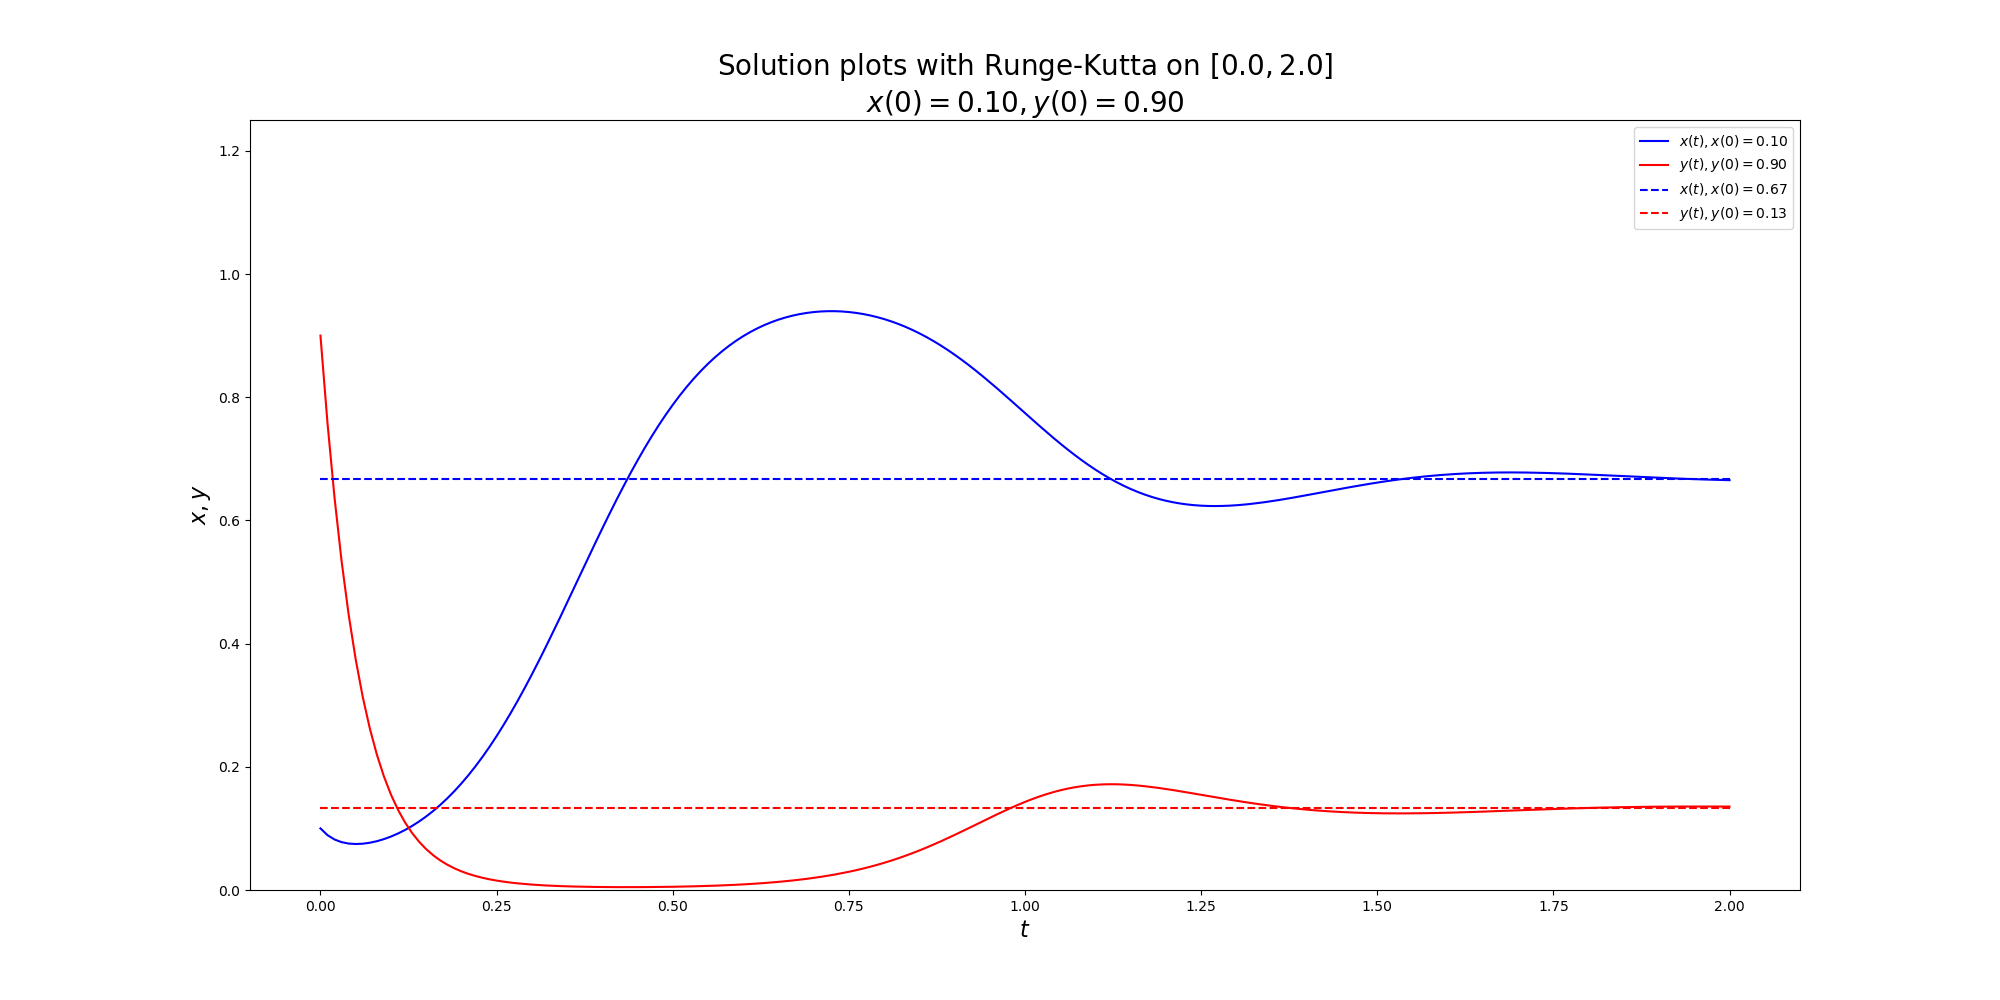 Solution plots with Runge-Kutta on [0.0, 2.0]
x(0) = 0.10, y(0) = 0.90
x(t), x(0) = 0.10
y(t), y(0) = 0.90
x(t), x(0) = 0.67
y(t), y(0) = 0.13
1.2
1.0
0.8
0.6
0.4
0.2
0.0
x, y
0.00 0.25 0.50 0.75 1.00 1.25 1.50 1.75 2.00
t